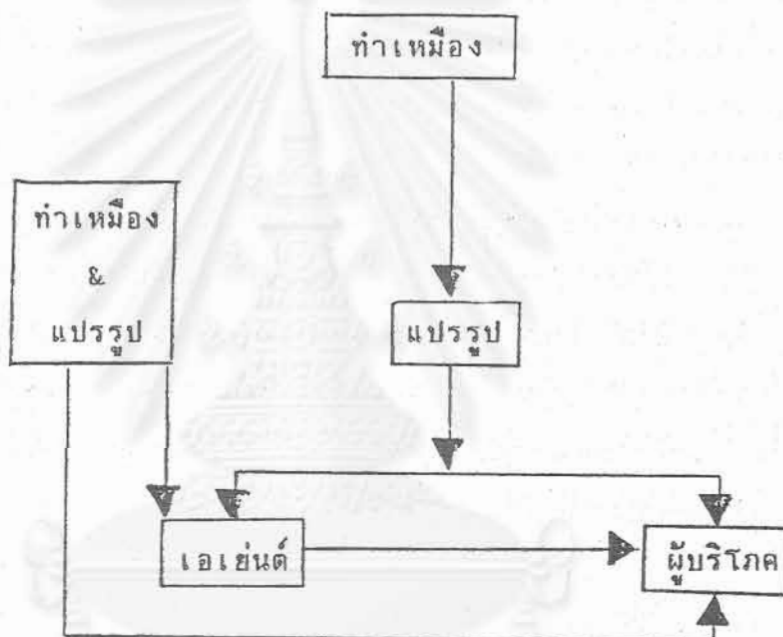 ทำเหมือง
ทำเหมือง
&
แปรรูป
แปรรูป
เอเย่นต์
ผู้บริโภค